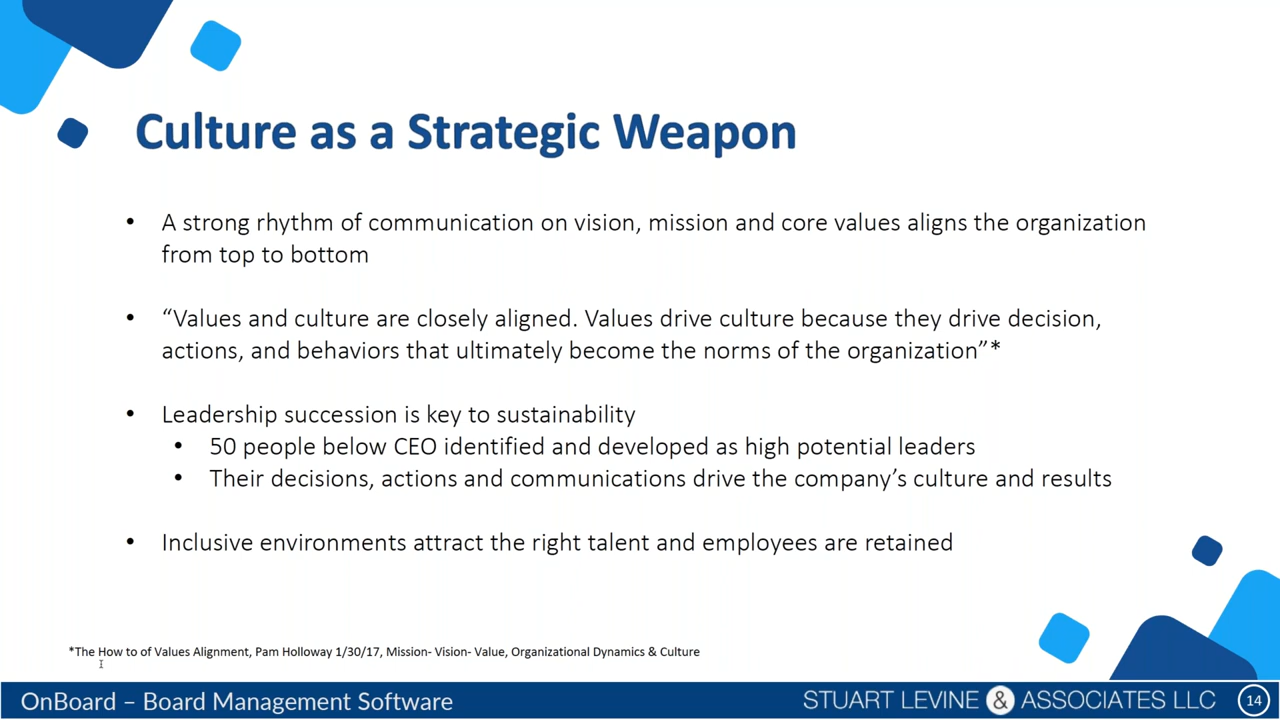 Culture as a Strategic Weapon
• A strong rhythm of communication on vision, mission and core values aligns the organization
from top to bottom
• “Values and culture are closely aligned. Values drive culture because they drive decision,
actions, and behaviors that ultimately become the norms of the organization”*
• Leadership succession is key to sustainability
• 50 people below CEO identified and developed as high potential leaders
• Their decisions, actions and communications drive the company’s culture and results
• Inclusive environments attract the right talent and employees are retained
*The How to of Values Alignment, Pam Holloway 1/30/17, Mission- Vision- Value, Organizational Dynamics & Culture
OnBoard – Board Management Software
STUART LEVINE & ASSOCIATES LLC
14